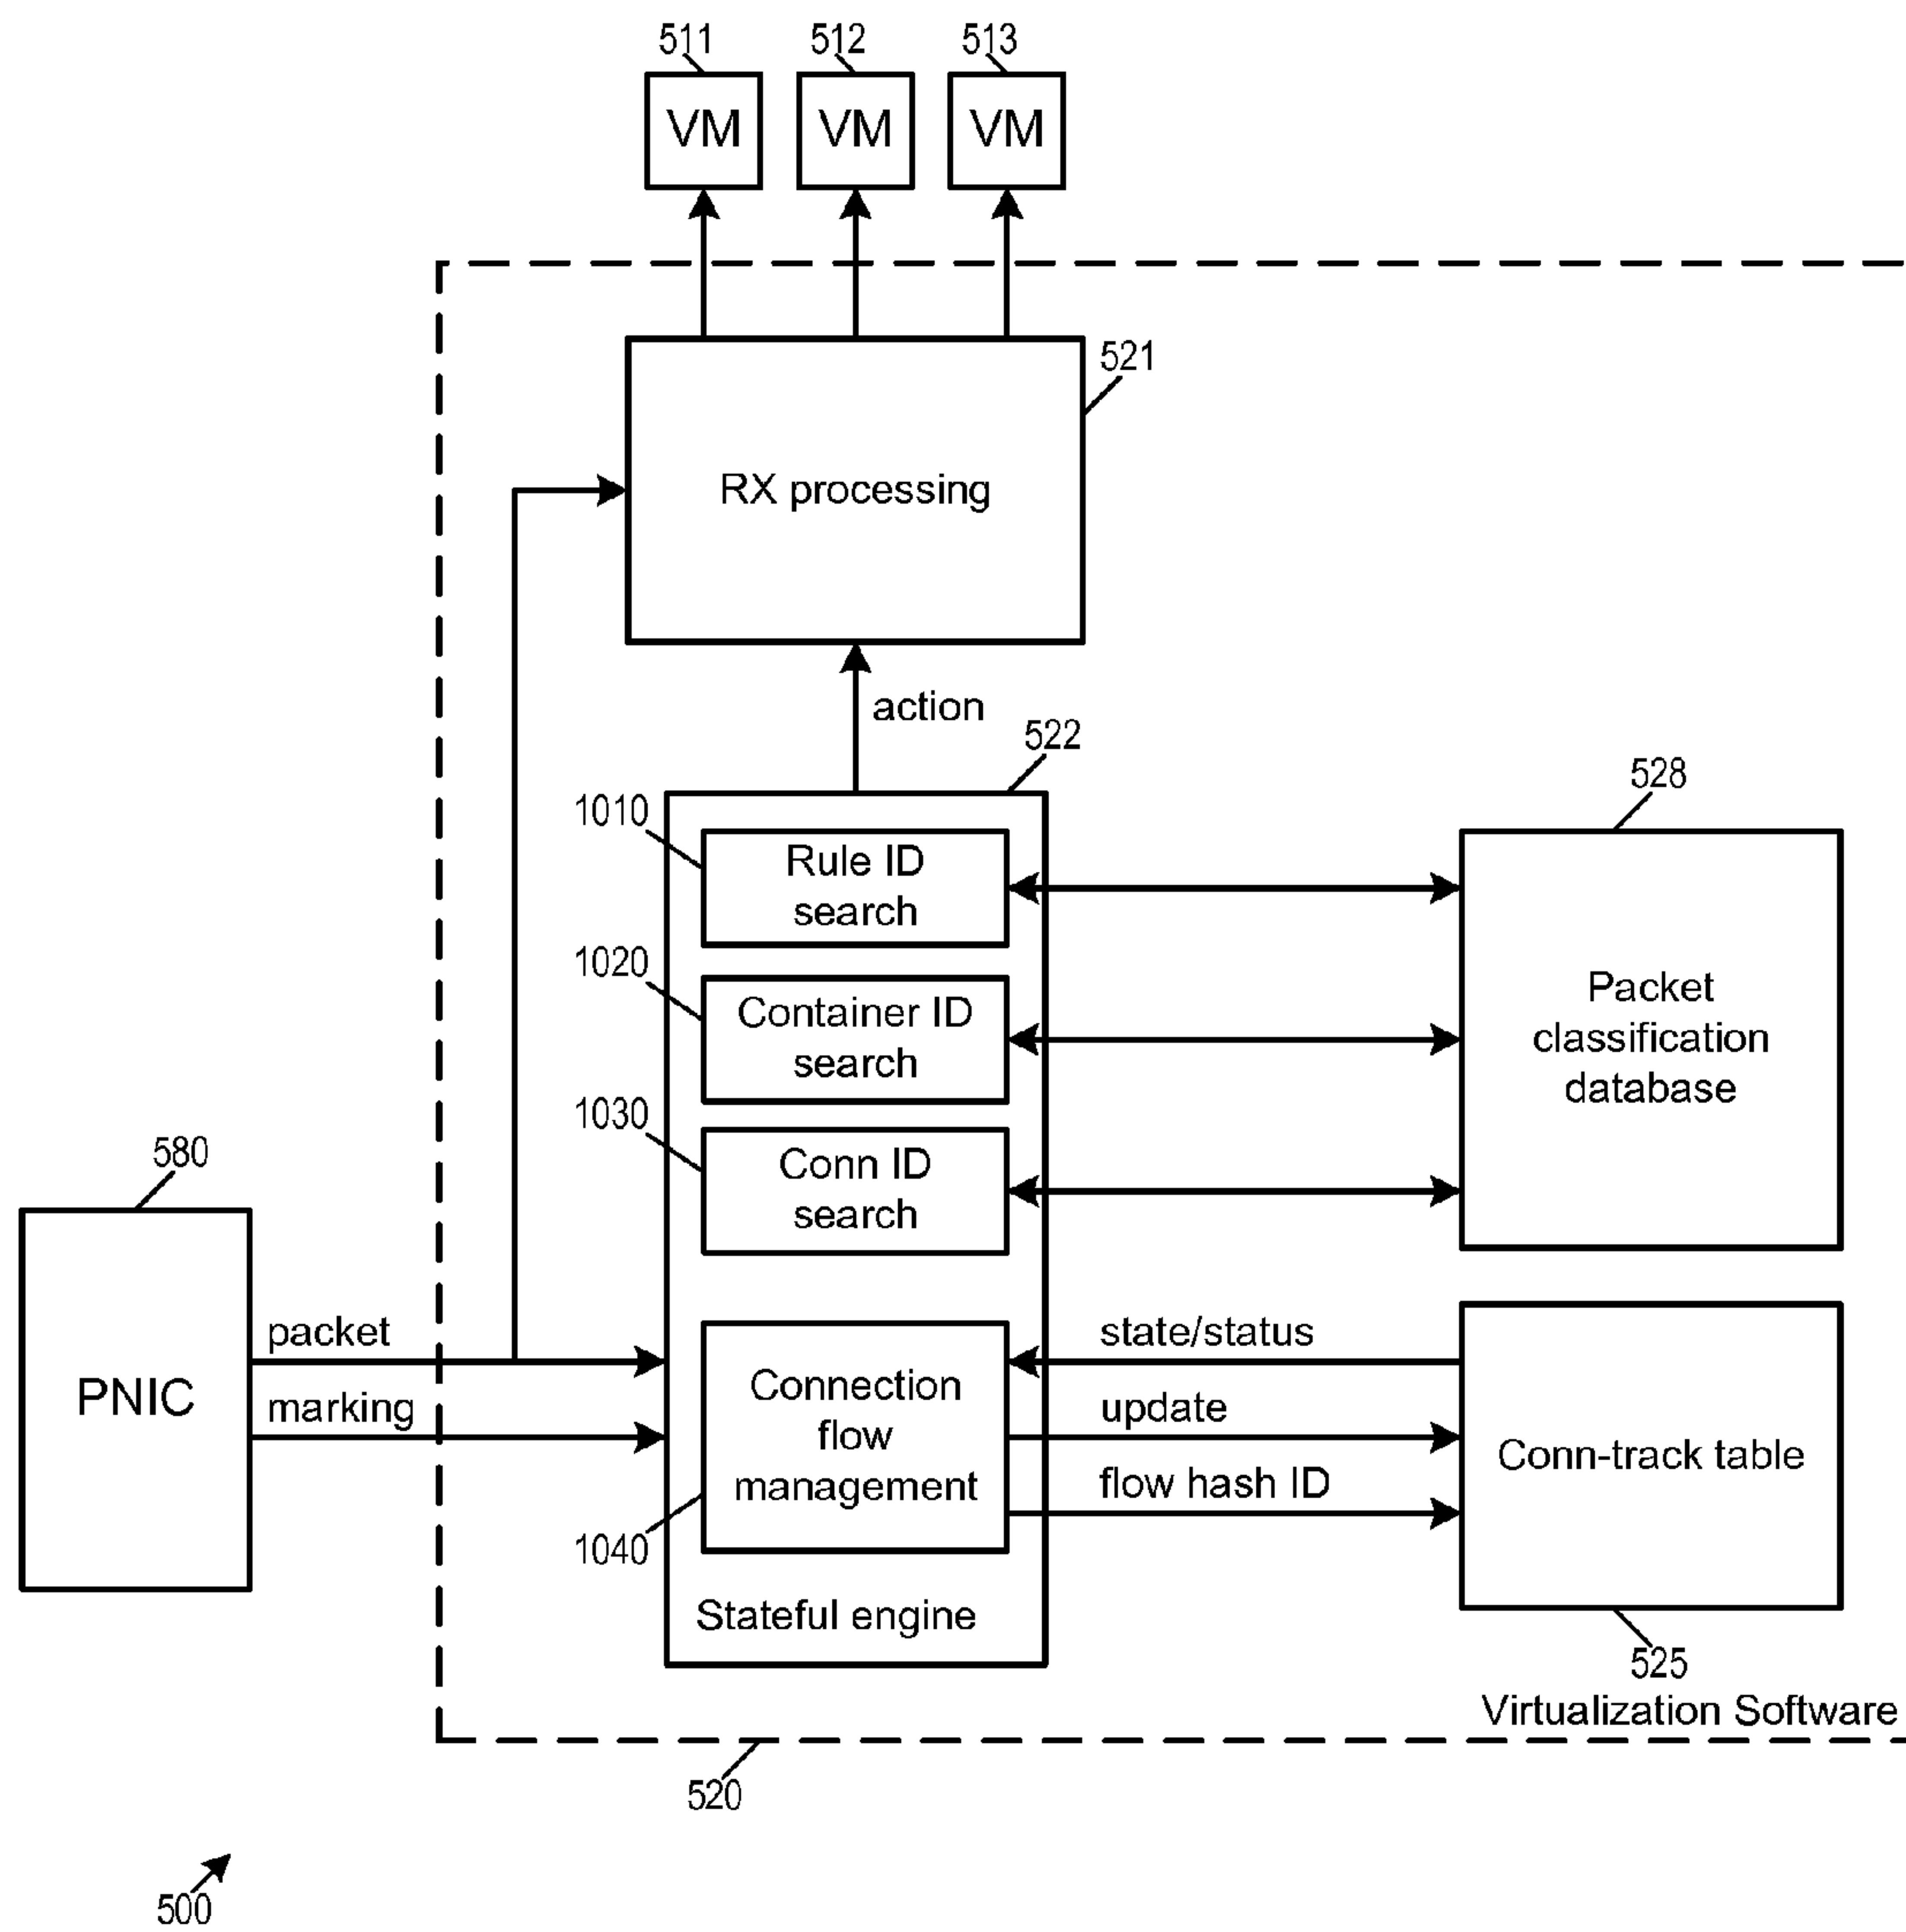 511
512
513
VM
VM
VM
521
RX processing
action
522
528
1010
Rule ID
search
1020
Container ID
search
Packet
classification
database
1030
Conn ID
search
580
PNIC
packet
marking
Connection
flow
management
state/status
update
flow hash ID
Conn-track table
1040
Stateful engine
525
Virtualization Software
520
500